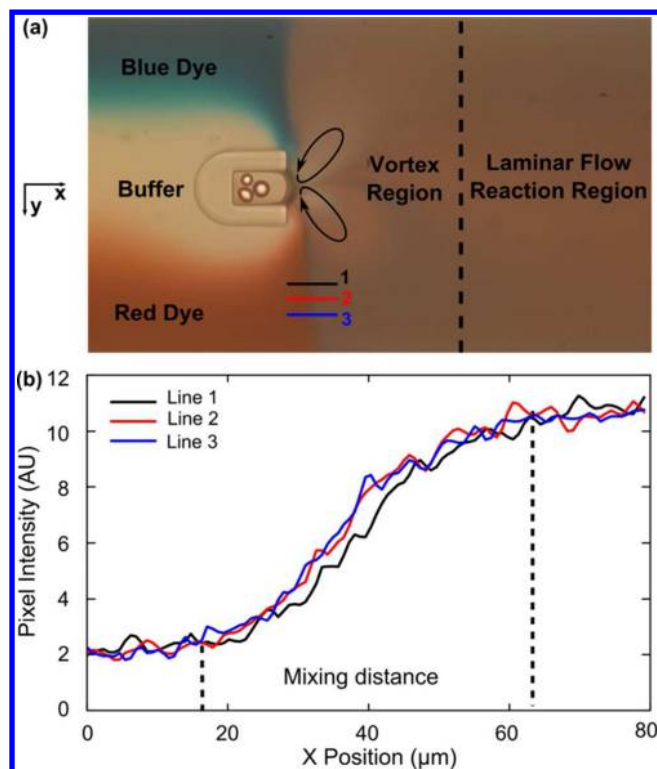 (a)
Blue Dye
Buffer
x
y
Vortex
Region
Laminar Flow
Reaction Region
Red Dye
1
2
3
(b)
12
10
8
6
4
2
0
Pixel Intensity (AU)
Line 1
Line 2
Line 3
Mixing distance
0
20
40
60
80
X Position (µm)